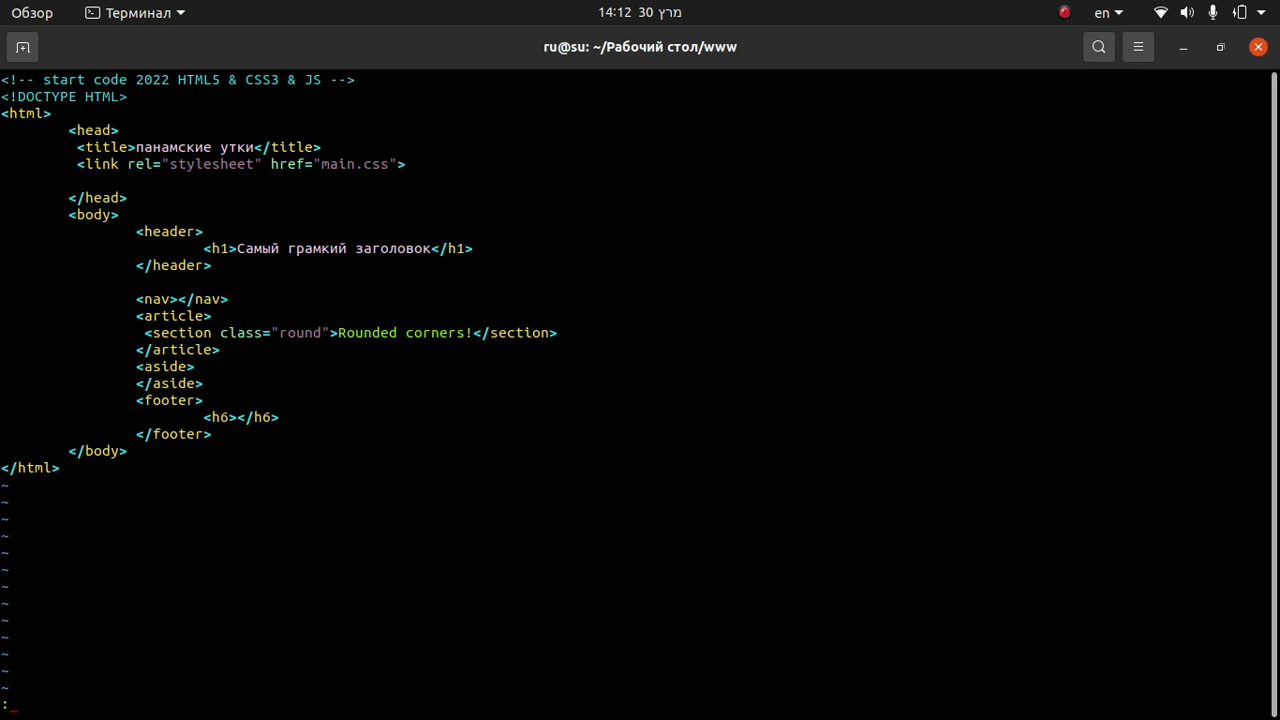 Обзор Терминал 14:12 30 מרץ en
ru@su: ~/Рабочий стол/www
<!-- start code 2022 HTML5 & CSS3 & JS -->
<!DOCTYPE HTML>
<html>
<head>
<title>панамские утки</title>
<link rel="stylesheet" href="main.css">
</head>
<body>
<header>
<h1>Самый грамкий заголовок</h1>
</header>
<nav></nav>
<article>
<section class="round">Rounded corners!</section>
</article>
<aside>
</aside>
<footer>
<h6></h6>
</footer>
</body>
</html>
~
~
~
~
~
~
~
~
~
~
~
~
~
: